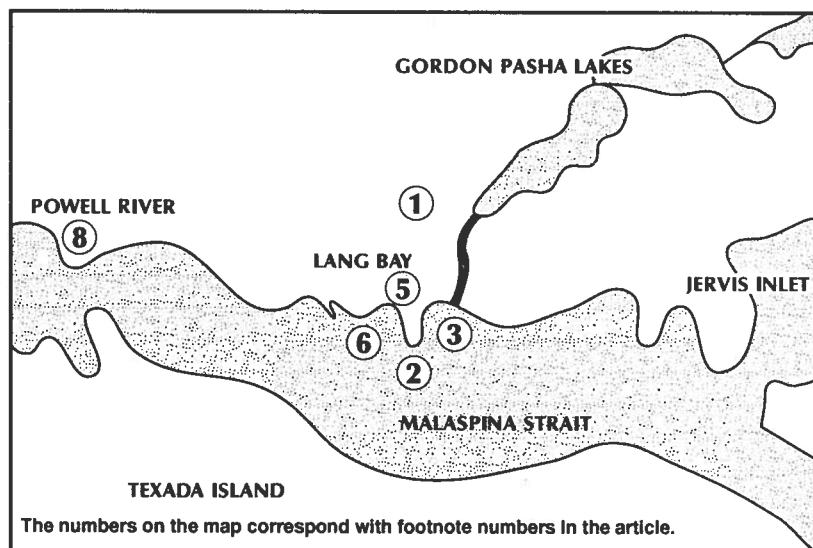 GORDON PASHA LAKES
1
POWELL RIVER
8
LANG BAY
5
JERVIS INLET
3
6
2
MALASPINA STRAIT
TEXADA ISLAND
The numbers on the map correspond with footnote numbers in the article.